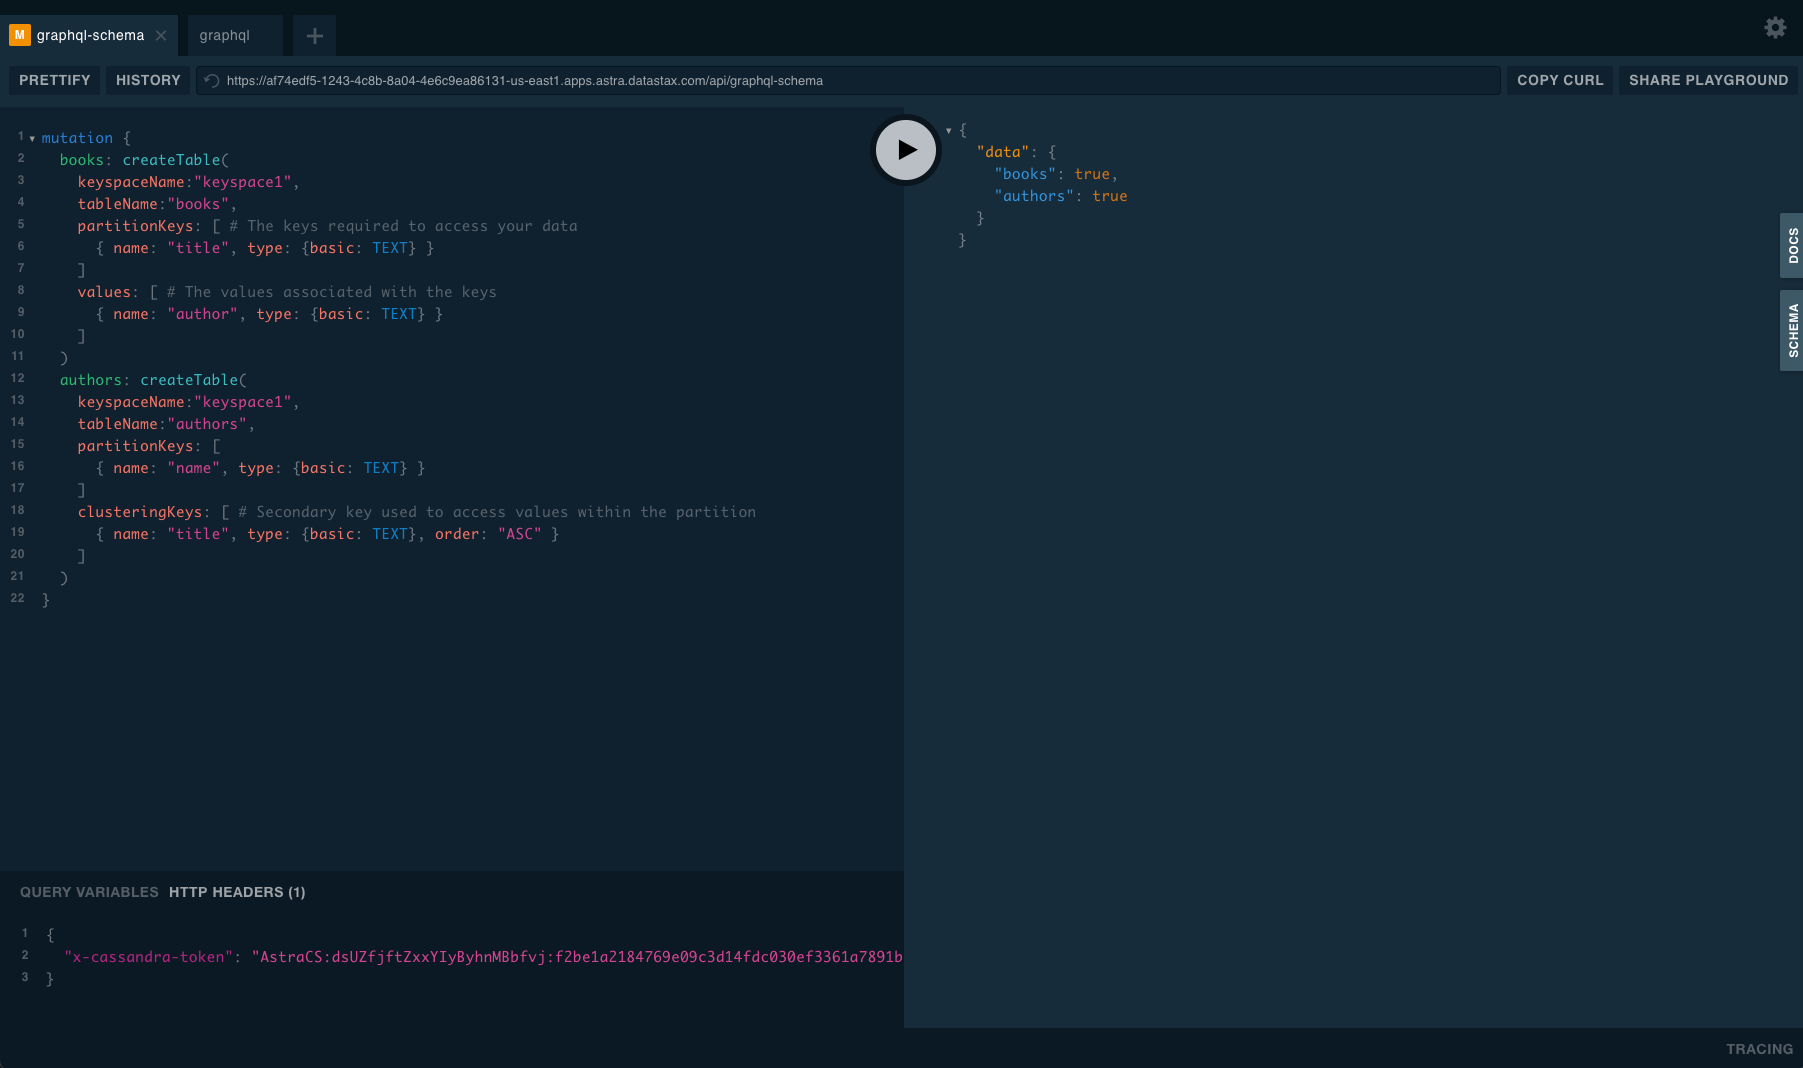 M graphql-schema graphql
PRETTIFY HISTORY https://af74edf5-1243-4c8b-8a04-4e6c9ea86131-us-east1.apps.astra.datastax.com/api/graphql-schema COPY CURL SHARE PLAYGROUND
1 mutation {
2 books: createTable(
3 keyspaceName:"keyspace1",
4 tableName:"books",
5 partitionKeys: [ # The keys required to access your data
6 { name: "title", type: {basic: TEXT} }
7 ]
8 values: [ # The values associated with the keys
9 { name: "author", type: {basic: TEXT} }
10 ]
11 )
12 authors: createTable(
13 keyspaceName:"keyspace1",
14 tableName:"authors",
15 partitionKeys: [
16 { name: "name", type: {basic: TEXT} }
17 ]
18 clusteringKeys: [ # Secondary key used to access values within the partition
19 { name: "title", type: {basic: TEXT}, order: "ASC" }
20 ]
21 )
22 }
{
"data": {
"books": true,
"authors": true
}
}
DOCS
SCHEMA
QUERY VARIABLES HTTP HEADERS (1)
1 {
2 "x-cassandra-token": "AstraCS:dsUZfjftZxxYIyByhnMBbfvj:f2be1a2184769e09c3d14fdc030ef3361a7891b
3 }
TRACING